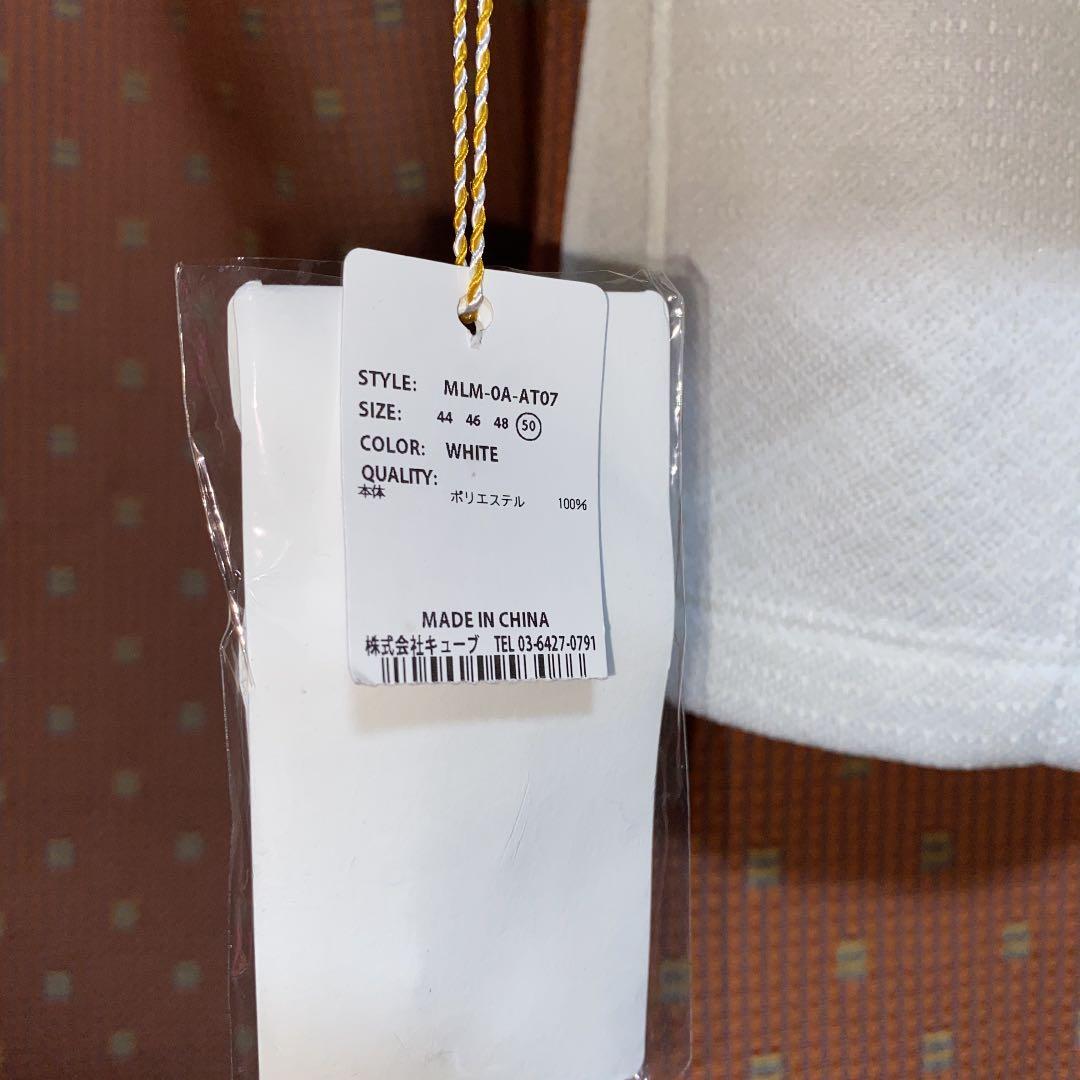 STYLE: MLM-0A-AT07
SIZE: 44 46 48 50
COLOR: WHITE
QUALITY:
本体 ポリエステル 100%
MADE IN CHINA
株式会社キューブ TEL 03-6427-0791